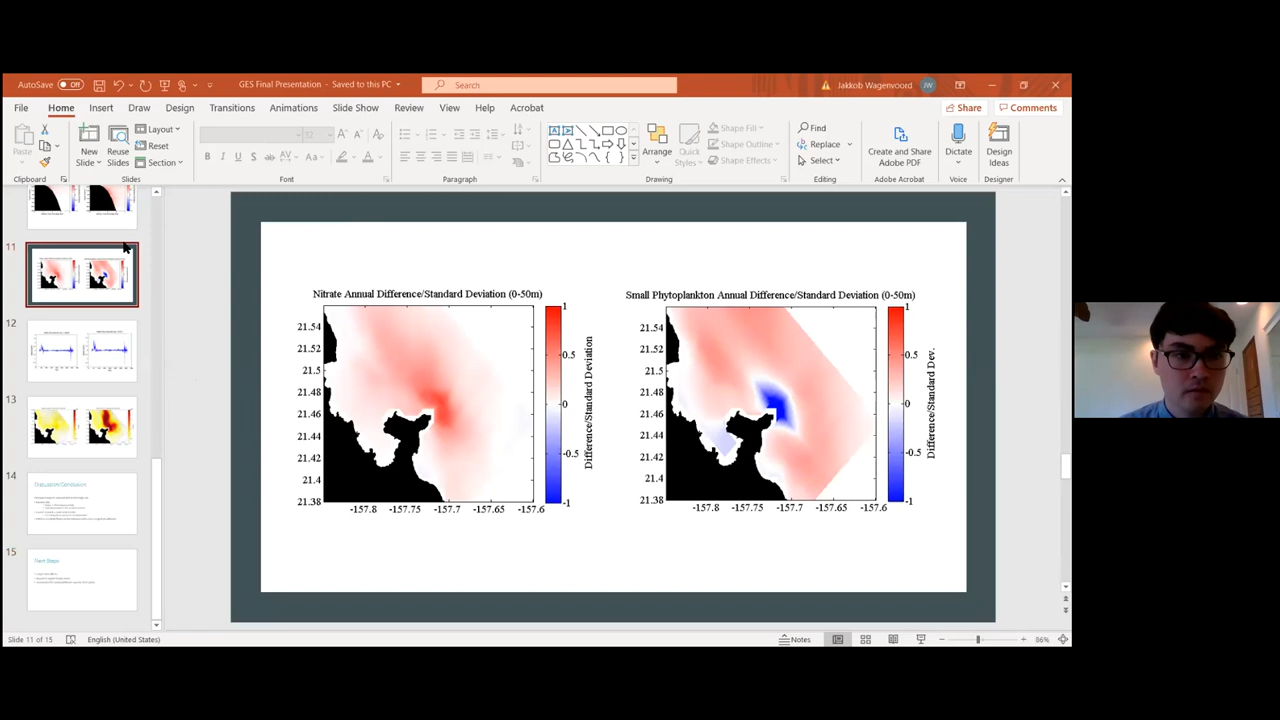 AutoSave Off GES Final Presentation - Saved to this PC Search Jakkob Wagenvoord JW
File Home Insert Draw Design Transitions Animations Slide Show Review View Help Acrobat Share Comments
Paste
New Slide
Reuse Slides
Layout
Reset
Section
32
B I U S ab AV Aa A
Arrange
Quick Styles
Shape Fill
Shape Outline
Shape Effects
Find
Replace
Select
Create and Share Adobe PDF
Dictate
Design Ideas
Clipboard Slides Font Paragraph Drawing Editing Adobe Acrobat Voice Designer
11
12
13
14
Discussion/Conclusion
15
Next Steps
Nitrate Annual Difference/Standard Deviation (0-50m)
21.54
21.52
21.5
21.48
21.46
21.44
21.42
21.4
21.38
-157.8 -157.75 -157.7 -157.65 -157.6
1
0.5
0
-0.5
-1
Difference/Standard Deviation
Small Phytoplankton Annual Difference/Standard Deviation (0-50m)
21.54
21.52
21.5
21.48
21.46
21.44
21.42
21.4
21.38
-157.8 -157.75 -157.7 -157.65 -157.6
1
0.5
0
-0.5
-1
Difference/Standard Dev.
Slide 11 of 15 English (United States) Notes 86%